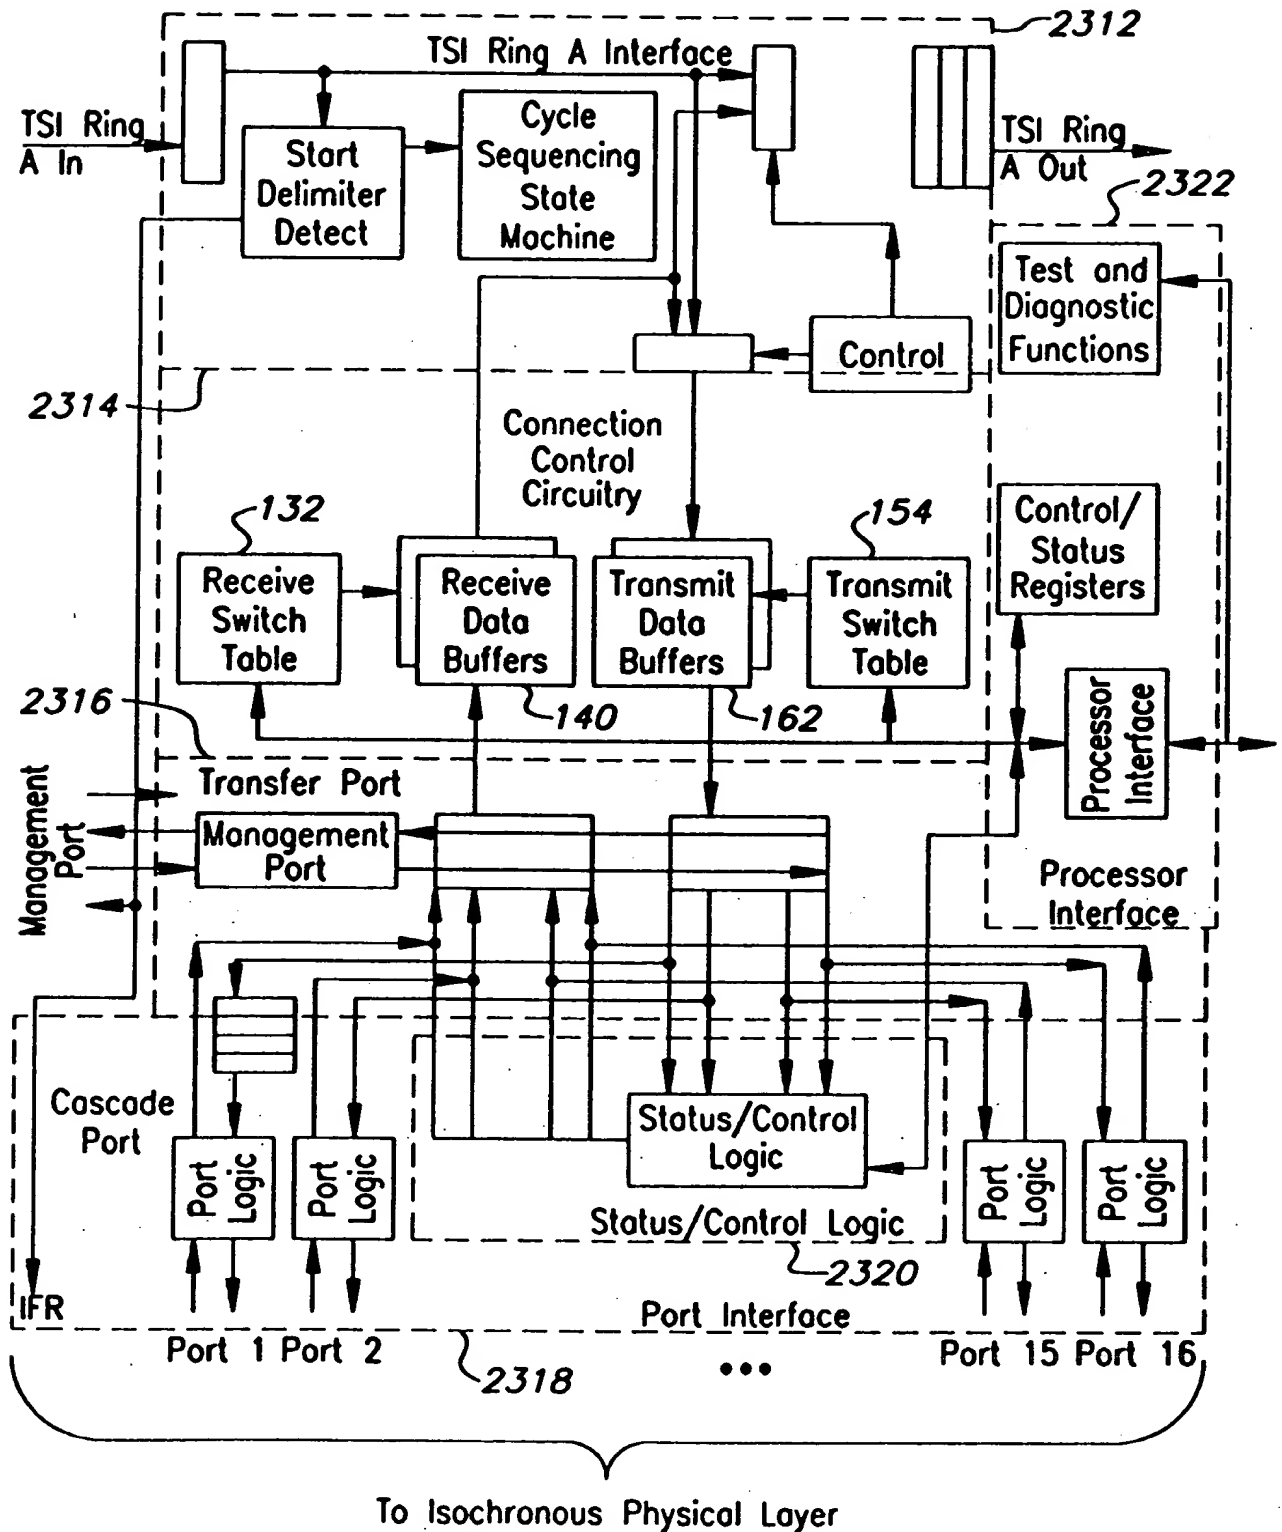 2312
TSI Ring A Interface
TSI Ring
A In
Start
Delimiter
Detect
Cycle
Sequencing
State
Machine
TSI Ring
A Out
2322
Test and
Diagnostic
Functions
Control
2314
Connection
Control
Circuitry
132
154
Receive
Switch
Table
Receive
Data
Buffers
Transmit
Data
Buffers
Transmit
Switch
Table
Control/
Status
Registers
2316
140
162
Processor
Interface
Management
Port
Transfer Port
Management
Port
Processor
Interface
Cascade
Port
Port
Logic
Port
Logic
Status/Control
Logic
Port
Logic
Port
Logic
Status/Control Logic
2320
IFR
Port Interface
Port 1
Port 2
2318
•••
Port 15
Port 16
To Isochronous Physical Layer